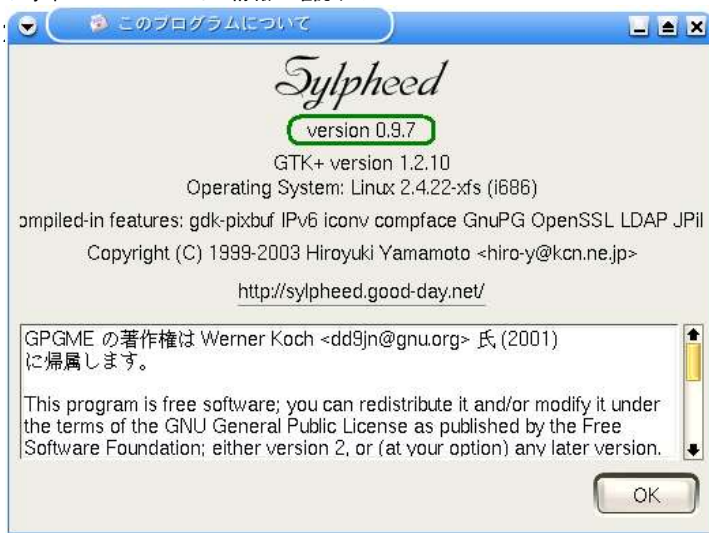 このプログラムについて
Sylpheed
version 0.9.7
GTK+ version 1.2.10
Operating System: Linux 2.4.22-xfs (i686)
ompiled-in features: gdk-pixbuf IPv6 iconv compface GnuPG OpenSSL LDAP JPil
Copyright (C) 1999-2003 Hiroyuki Yamamoto <hiro-y@kcn.ne.jp>
http://sylpheed.good-day.net/
GPGME の著作権は Werner Koch <dd9jn@gnu.org> 氏 (2001)
に帰属します。
This program is free software; you can redistribute it and/or modify it under
the terms of the GNU General Public License as published by the Free
Software Foundation; either version 2, or (at your option) any later version.
OK